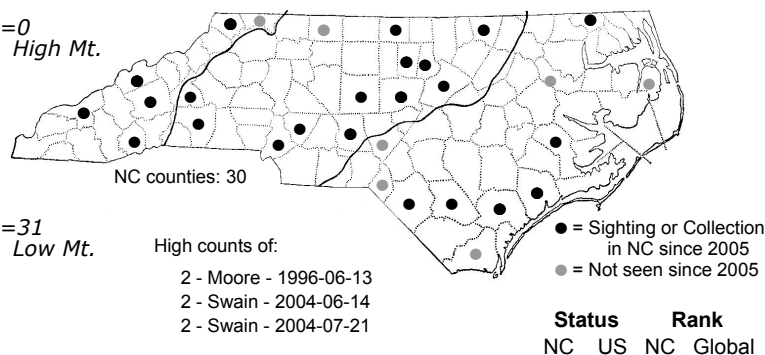 =0
High Mt.
NC counties: 30
=31
Low Mt.
High counts of:
2 - Moore - 1996-06-13
2 - Swain - 2004-06-14
2 - Swain - 2004-07-21
= Sighting or Collection
in NC since 2005
= Not seen since 2005
Status Rank
NC US NC Global